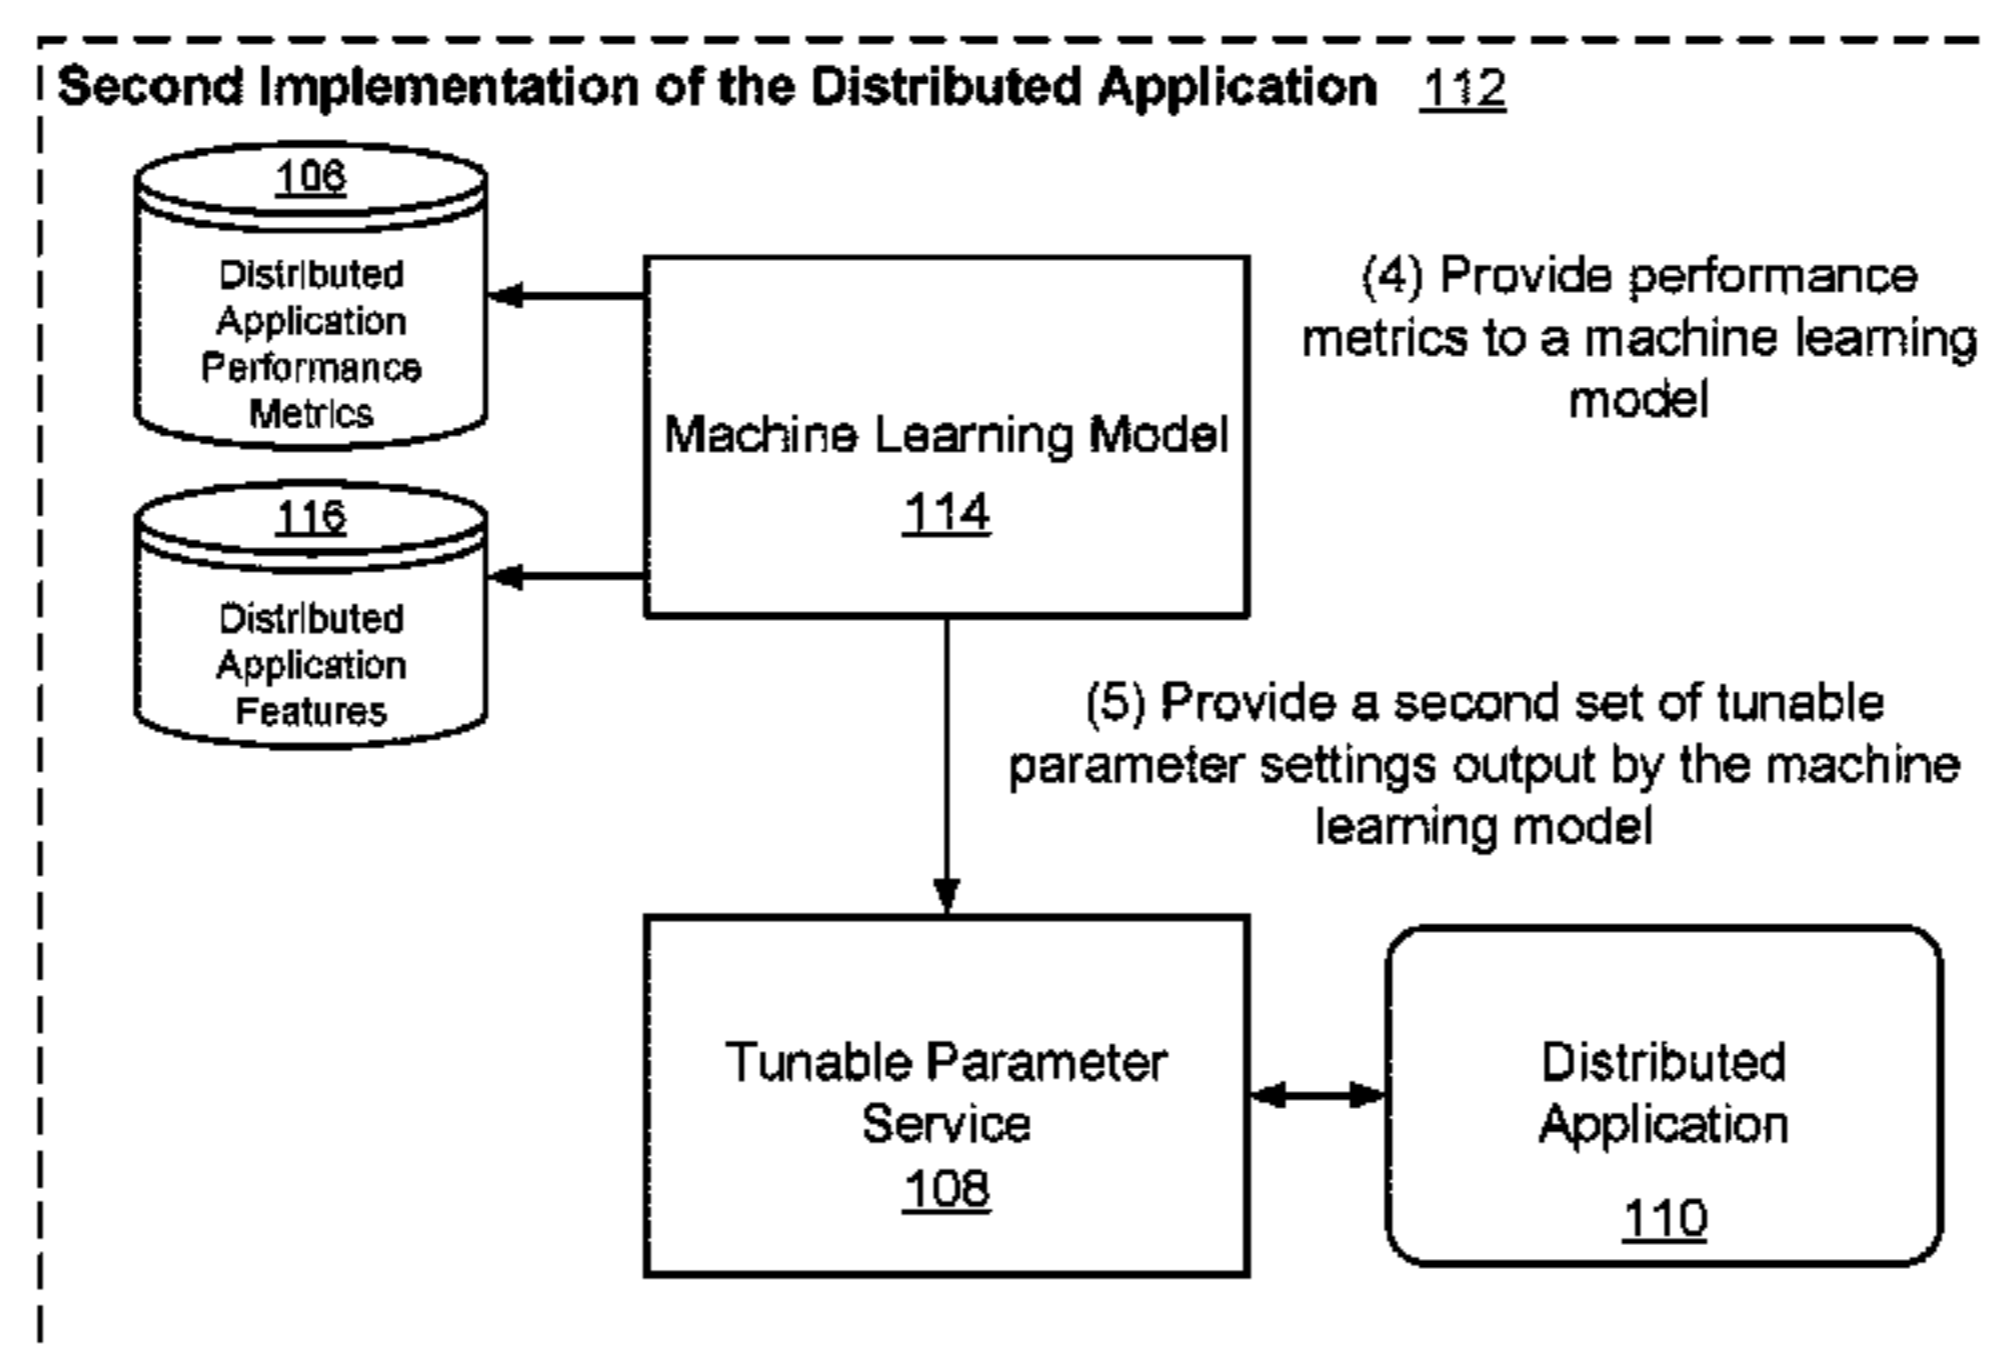 Second Implementation of the Distributed Application 112
106
Distributed
Application
Performance
Metrics
(4) Provide performance
metrics to a machine learning
model
Machine Learning Model
114
116
Distributed
Application
Features
(5) Provide a second set of tunable
parameter settings output by the machine
learning model
Tunable Parameter
Service
108
Distributed
Application
110